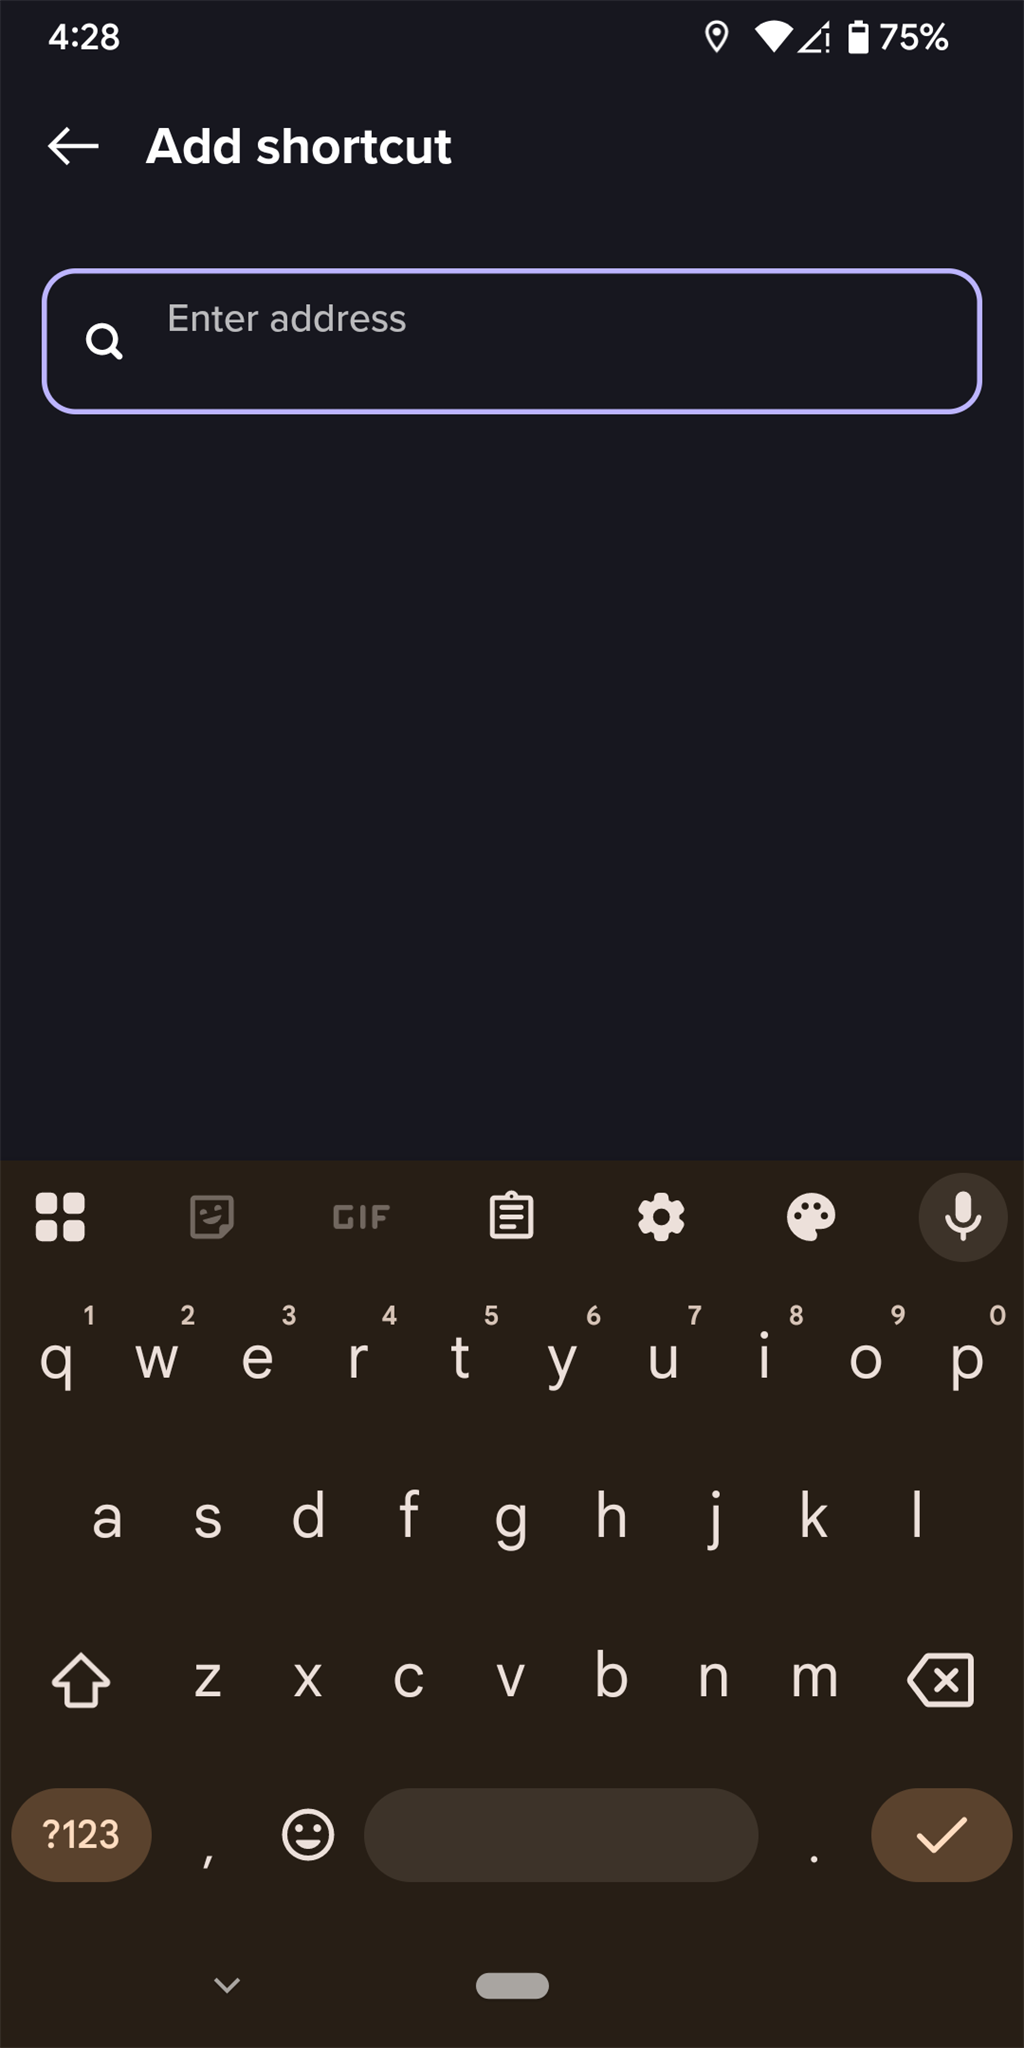 4:28 75%
Add shortcut
Enter address
GIF
1 2 3 4 5 6 7 8 9 0
q w e r t y u i o p
a s d f g h j k l
z x c v b n m
?123 , .